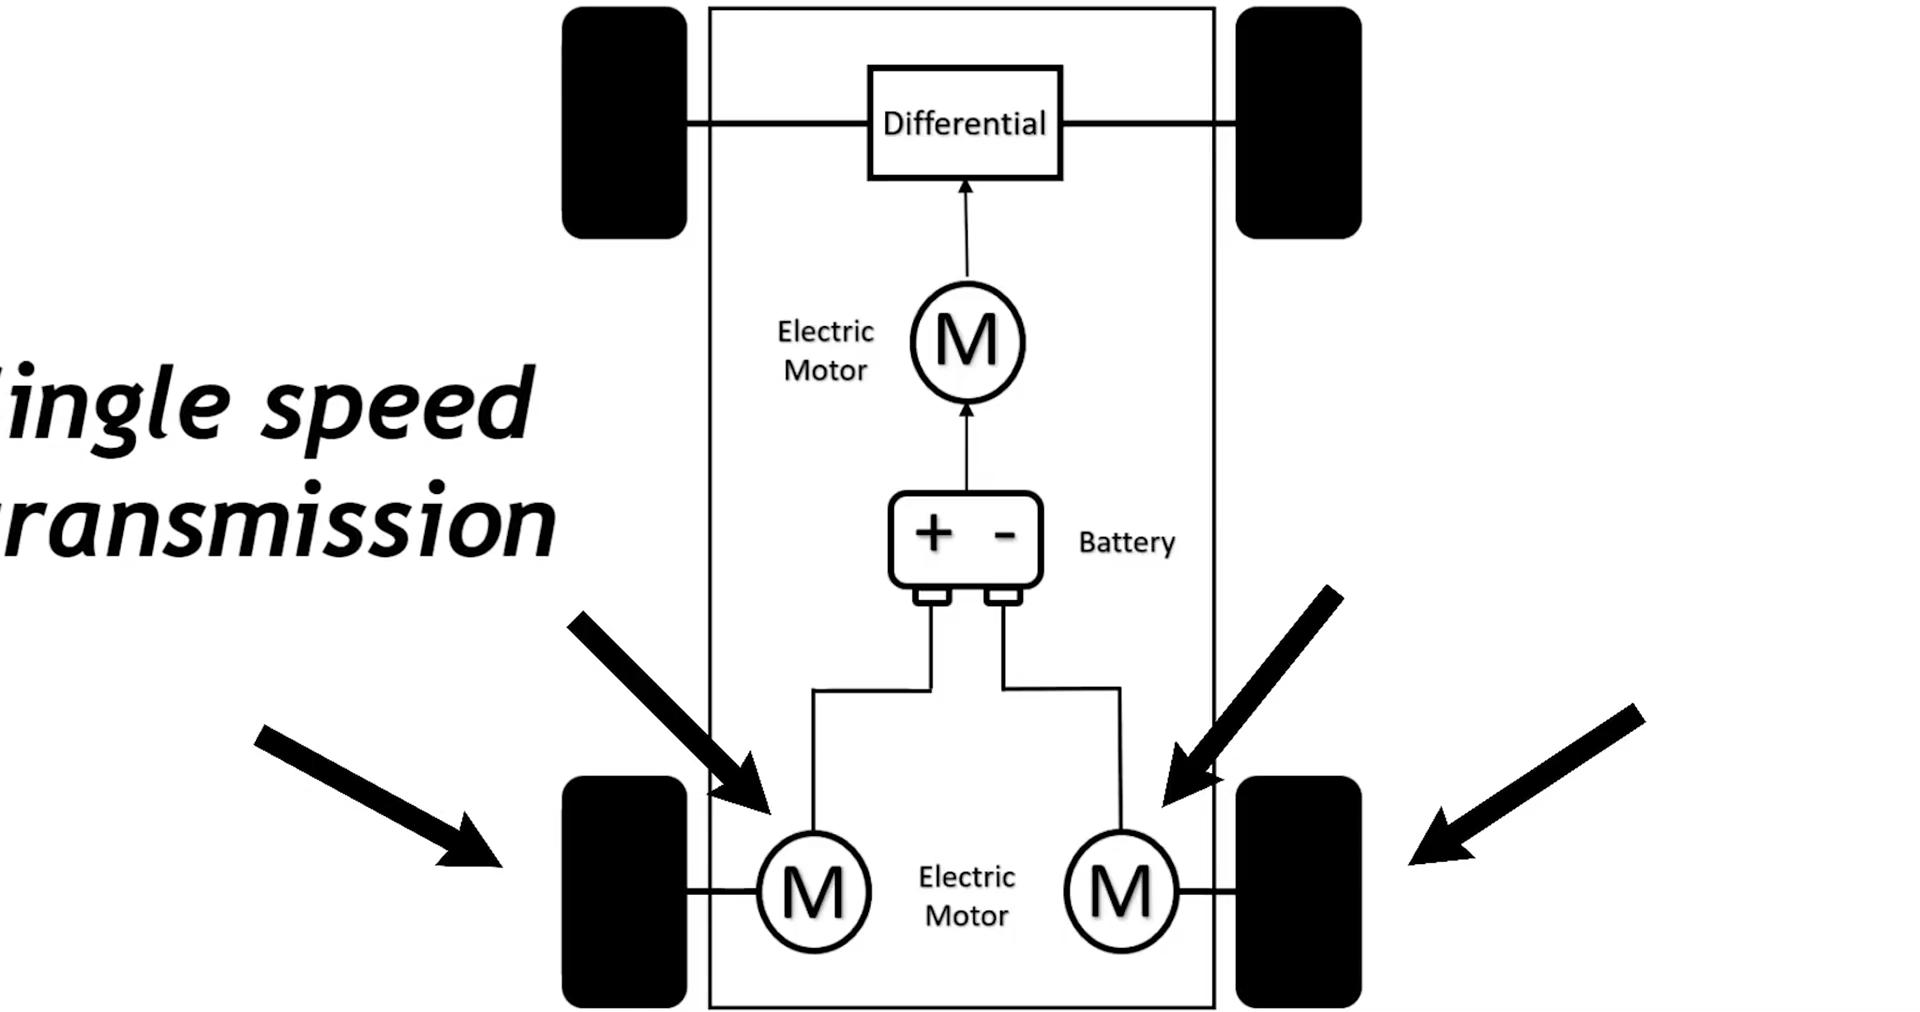 Differential
Electric
Motor
M
ingle speed
ransmission
+ -
Battery
M
Electric
Motor
M